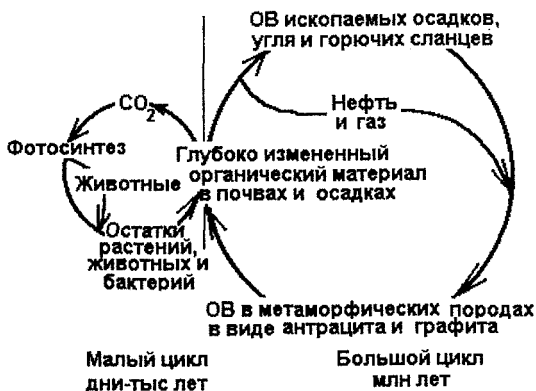 ОВ ископаемых осадков,
угля и горючих сланцев
CO2
Нефть
и газ
Фотосинтез
Глубоко измененный
органический материал
в почвах и осадках
Животные
Остатки
растений,
животных и
бактерий
ОВ в метаморфических породах
в виде антрацита и графита
Малый цикл
дни-тыс лет
Большой цикл
млн лет